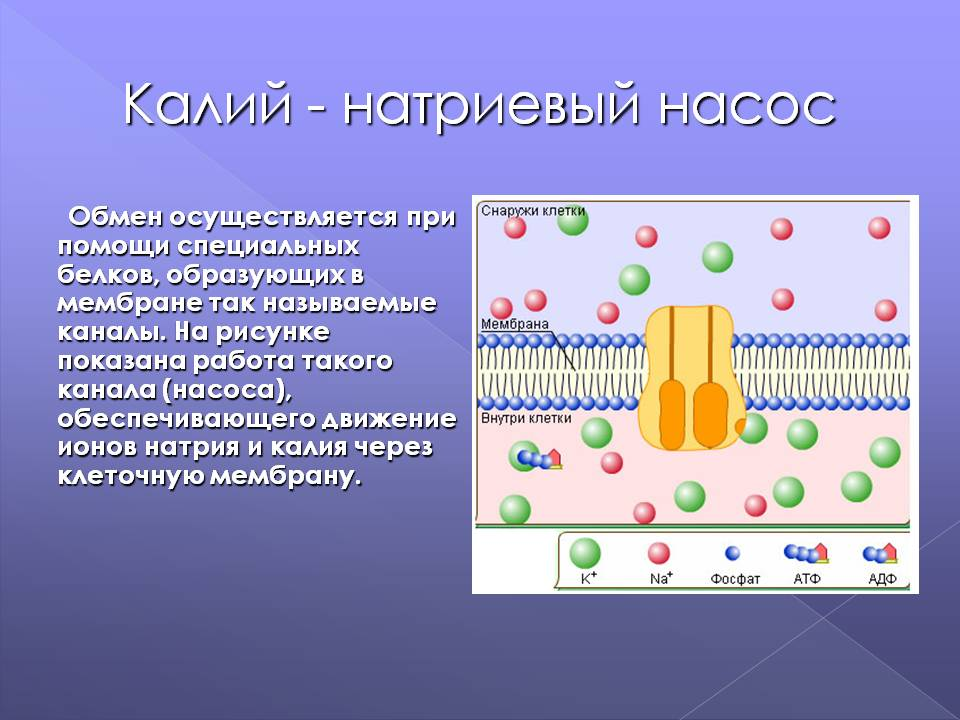 Калий - натриевый насос
Обмен осуществляется при
помощи специальных
белков, образующих в
мембране так называемые
каналы. На рисунке
показана работа такого
канала (насоса),
обеспечивающего движение
ионов натрия и калия через
клеточную мембрану.
Снаружи клетки
Мембрана
Внутри клетки
K+ Na+ Фосфат АТФ АДФ